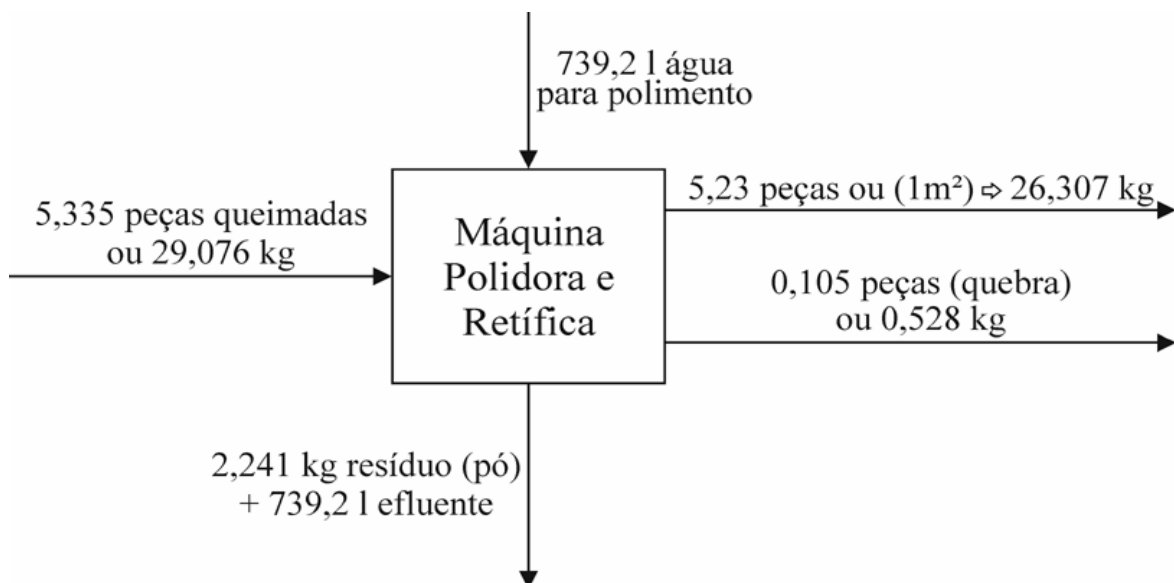 739,2 l água
para polimento
5,335 peças queimadas
ou 29,076 kg
Máquina
Polidora e
Retífica
5,23 peças ou (1m²) ⇨ 26,307 kg
0,105 peças (quebra)
ou 0,528 kg
2,241 kg resíduo (pó)
+ 739,2 l efluente